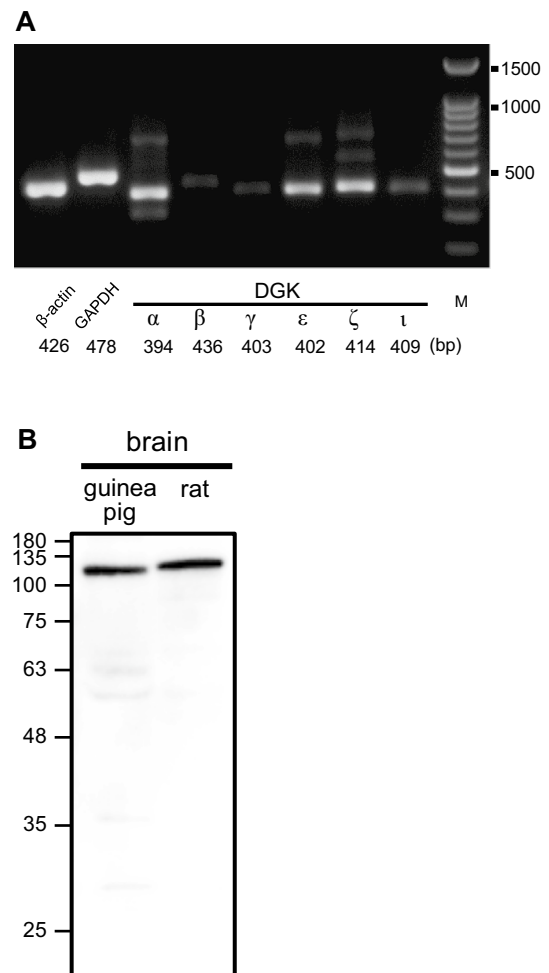 A
1500
1000
500
β-actin
GAPDH
DGK
M
α β γ ε ζ ι
426 478 394 436 403 402 414 409 (bp)
B
brain
guinea pig
rat
180
135
100
75
63
48
35
25